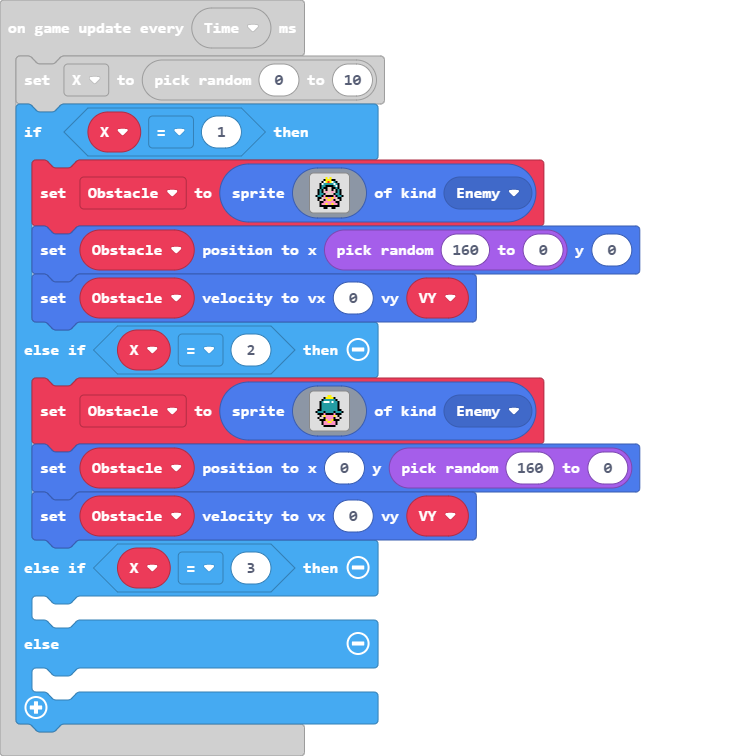 on game update every Time ms
set X to pick random 0 to 10
if X = 1 then
set Obstacle to sprite of kind Enemy
set Obstacle position to x pick random 160 to 0 y 0
set Obstacle velocity to vx 0 vy VY
else if X = 2 then
set Obstacle to sprite of kind Enemy
set Obstacle position to x 0 y pick random 160 to 0
set Obstacle velocity to vx 0 vy VY
else if X = 3 then
else